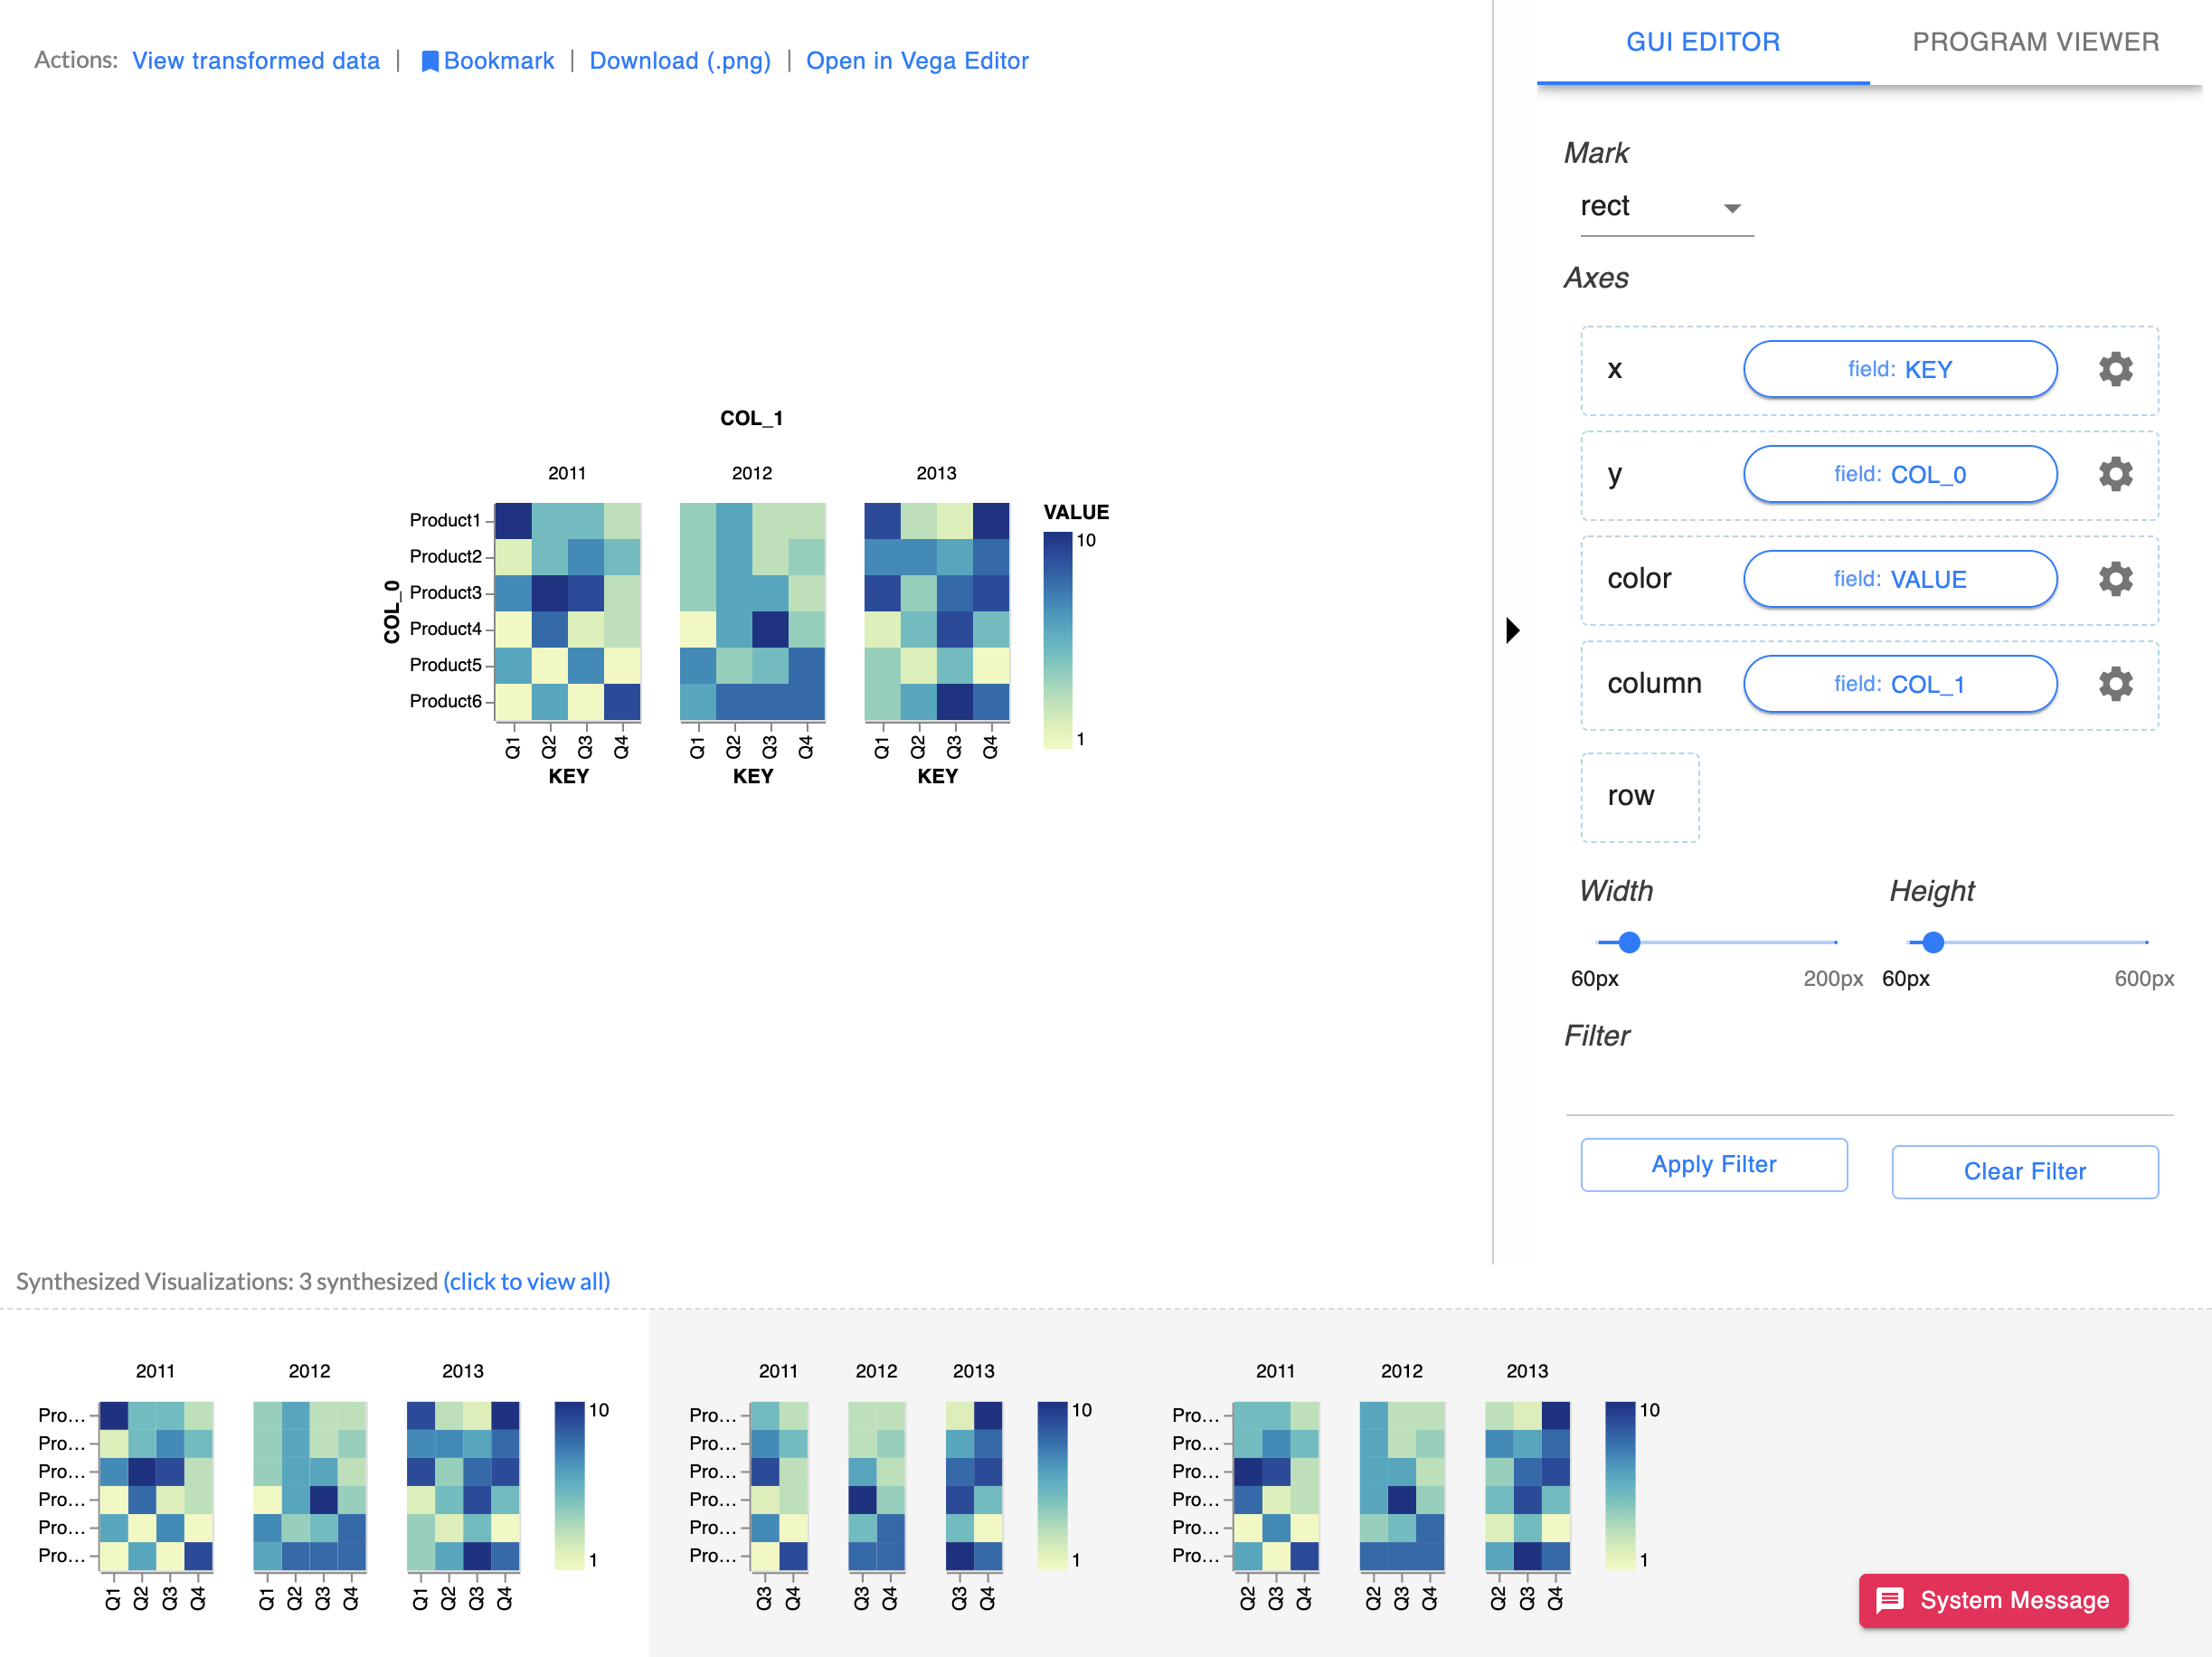 Actions: View transformed data | Bookmark | Download (.png) | Open in Vega Editor
COL_1
2011 2012 2013
COL_0
Product1
Product2
Product3
Product4
Product5
Product6
Q1 Q2 Q3 Q4 Q1 Q2 Q3 Q4 Q1 Q2 Q3 Q4
KEY KEY KEY
VALUE
10
1
GUI EDITOR PROGRAM VIEWER
Mark
rect
Axes
x field: KEY
y field: COL_0
color field: VALUE
column field: COL_1
row
Width Height
60px 200px 60px 600px
Filter
Apply Filter Clear Filter
Synthesized Visualizations: 3 synthesized (click to view all)
2011 2012 2013
Pro...
Pro...
Pro...
Pro...
Pro...
Pro...
Q1 Q2 Q3 Q4 Q1 Q2 Q3 Q4 Q1 Q2 Q3 Q4
10
1
2011 2012 2013
Pro...
Pro...
Pro...
Pro...
Pro...
Pro...
Q3 Q4 Q3 Q4 Q3 Q4
10
1
2011 2012 2013
Pro...
Pro...
Pro...
Pro...
Pro...
Pro...
Q2 Q3 Q4 Q2 Q3 Q4 Q2 Q3 Q4
10
1
System Message